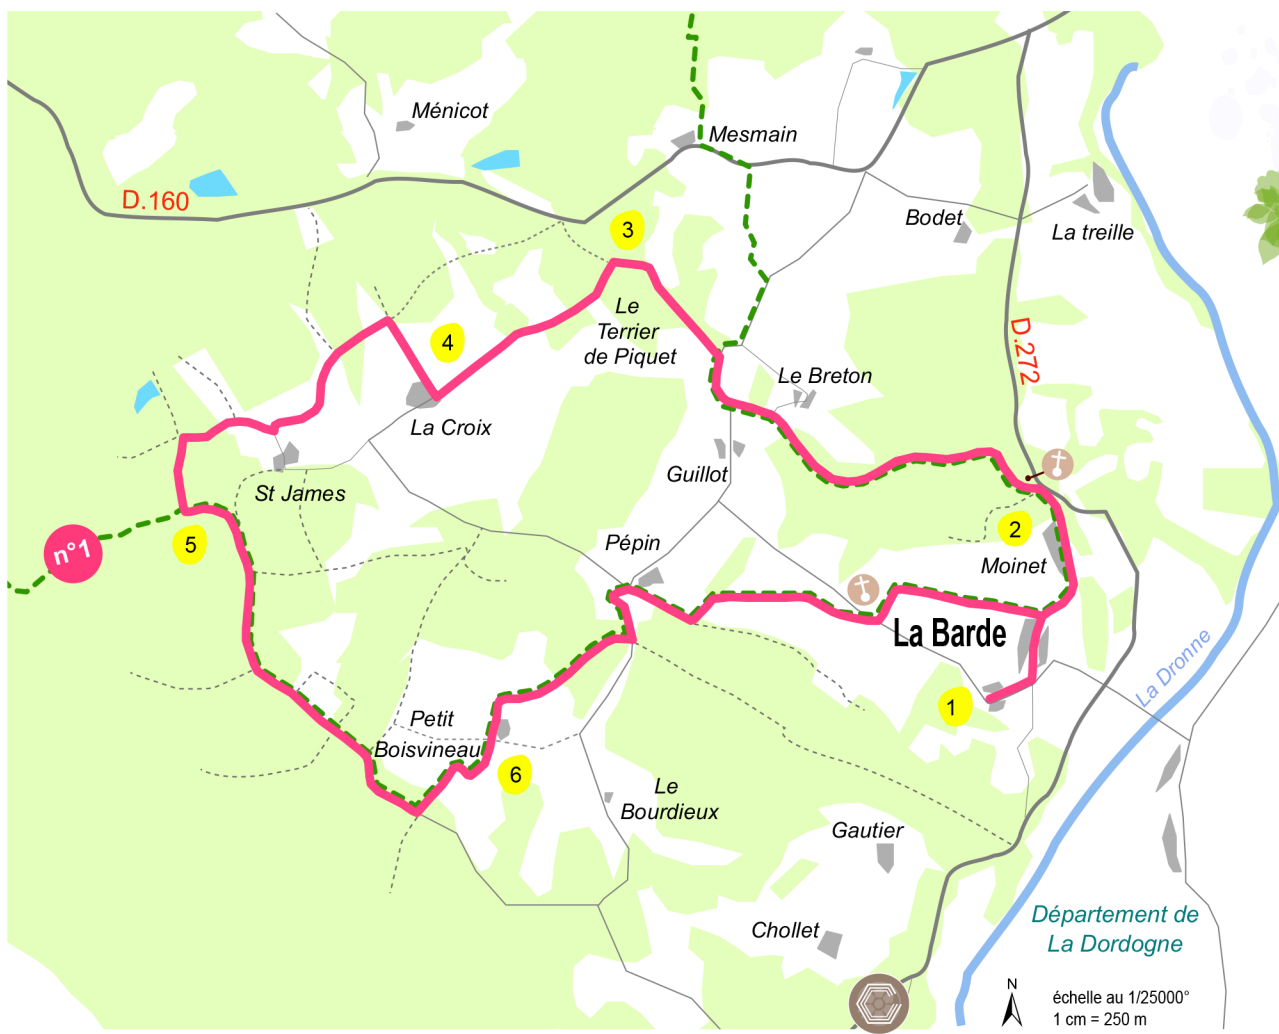 Ménicot
Mesmain
D.160
3
Bodet
La treille
Le
Terrier
de Piquet
4
D.272
Le Breton
La Croix
Guillot
St James
2
5
n°1
Pépin
Moinet
La Barde
La Dronne
1
Petit
Boisvineau
6
Le
Bourdieux
Gautier
Chollet
Département de
La Dordogne
N
échelle au 1/25000°
1 cm = 250 m